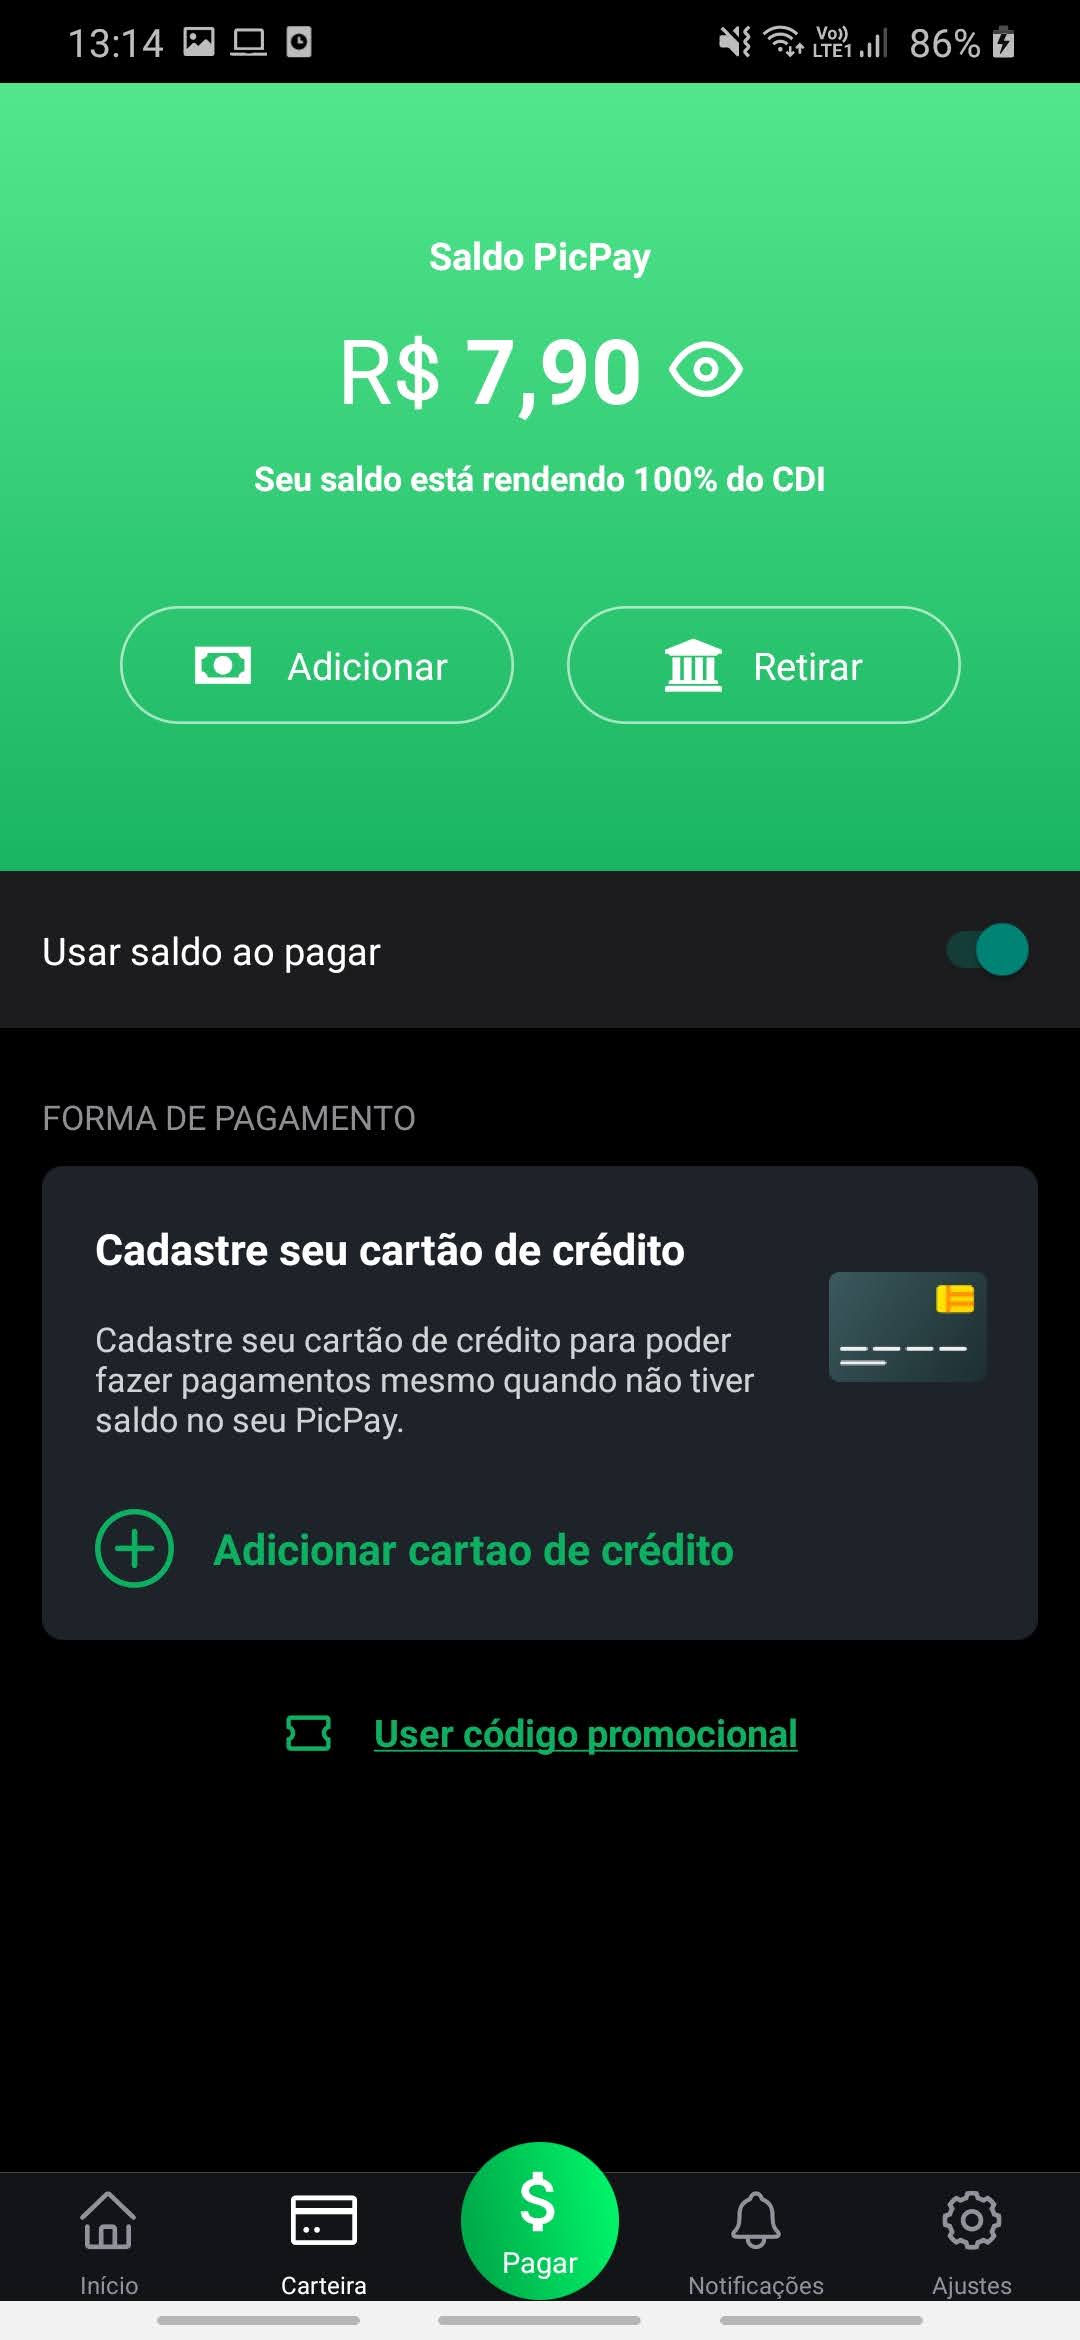 13:14
Vo)) LTE1 86%
Saldo PicPay
R$ 7,90
Seu saldo está rendendo 100% do CDI
Adicionar
Retirar
Usar saldo ao pagar
FORMA DE PAGAMENTO
Cadastre seu cartão de crédito
Cadastre seu cartão de crédito para poder
fazer pagamentos mesmo quando não tiver
saldo no seu PicPay.
Adicionar cartao de crédito
User código promocional
Início
Carteira
$
Pagar
Notificações
Ajustes